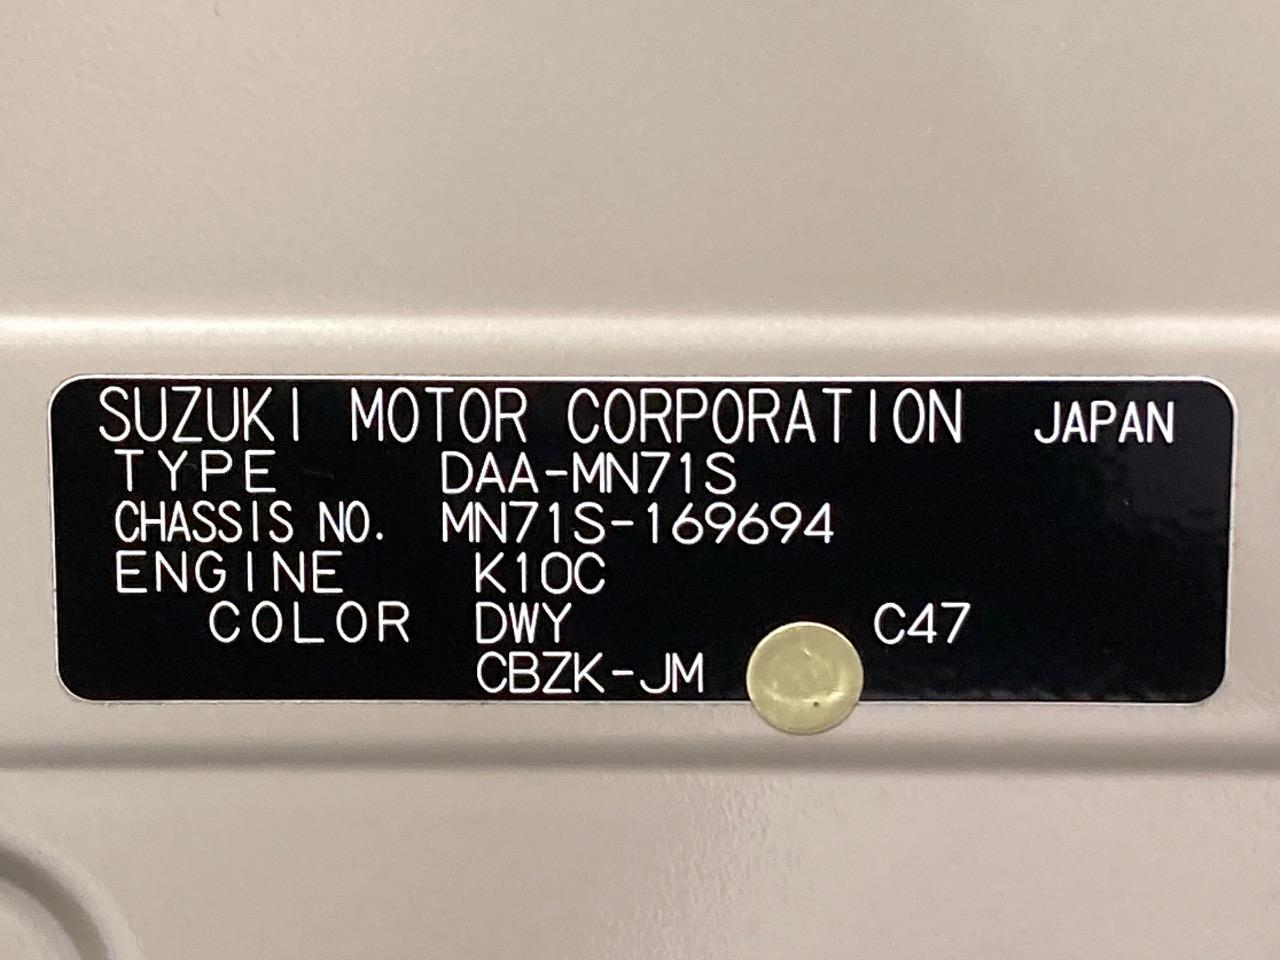 SUZUKI MOTOR CORPORATION JAPAN
TYPE DAA-MN71S
CHASSIS NO. MN71S-169694
ENGINE K10C
COLOR DWY C47
CBZK-JM